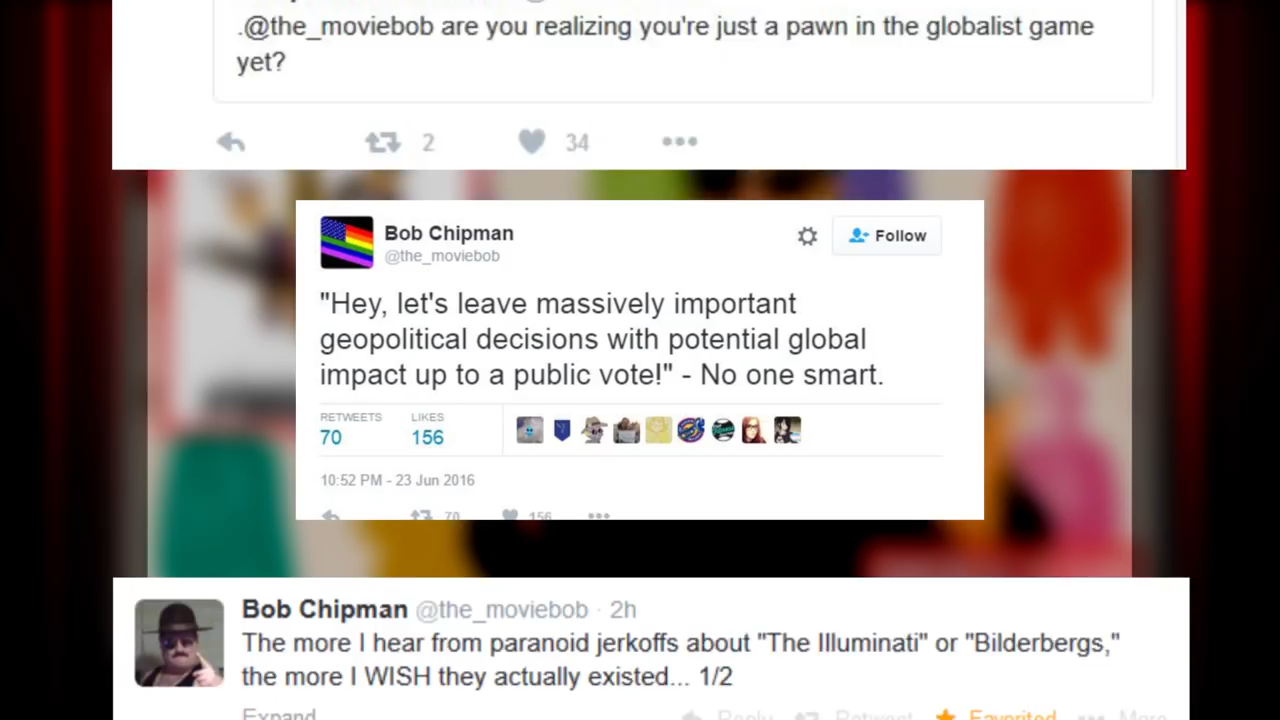 .@the_moviebob are you realizing you're just a pawn in the globalist game
yet?
2 34
Bob Chipman
Follow
@the_moviebob
"Hey, let's leave massively important
geopolitical decisions with potential global
impact up to a public vote!" - No one smart.
RETWEETS LIKES
70 156
10:52 PM - 23 Jun 2016
70 156
Bob Chipman @the_moviebob · 2h
The more I hear from paranoid jerkoffs about "The Illuminati" or "Bilderbergs,"
the more I WISH they actually existed... 1/2
Expand Reply Retweet Favorited More